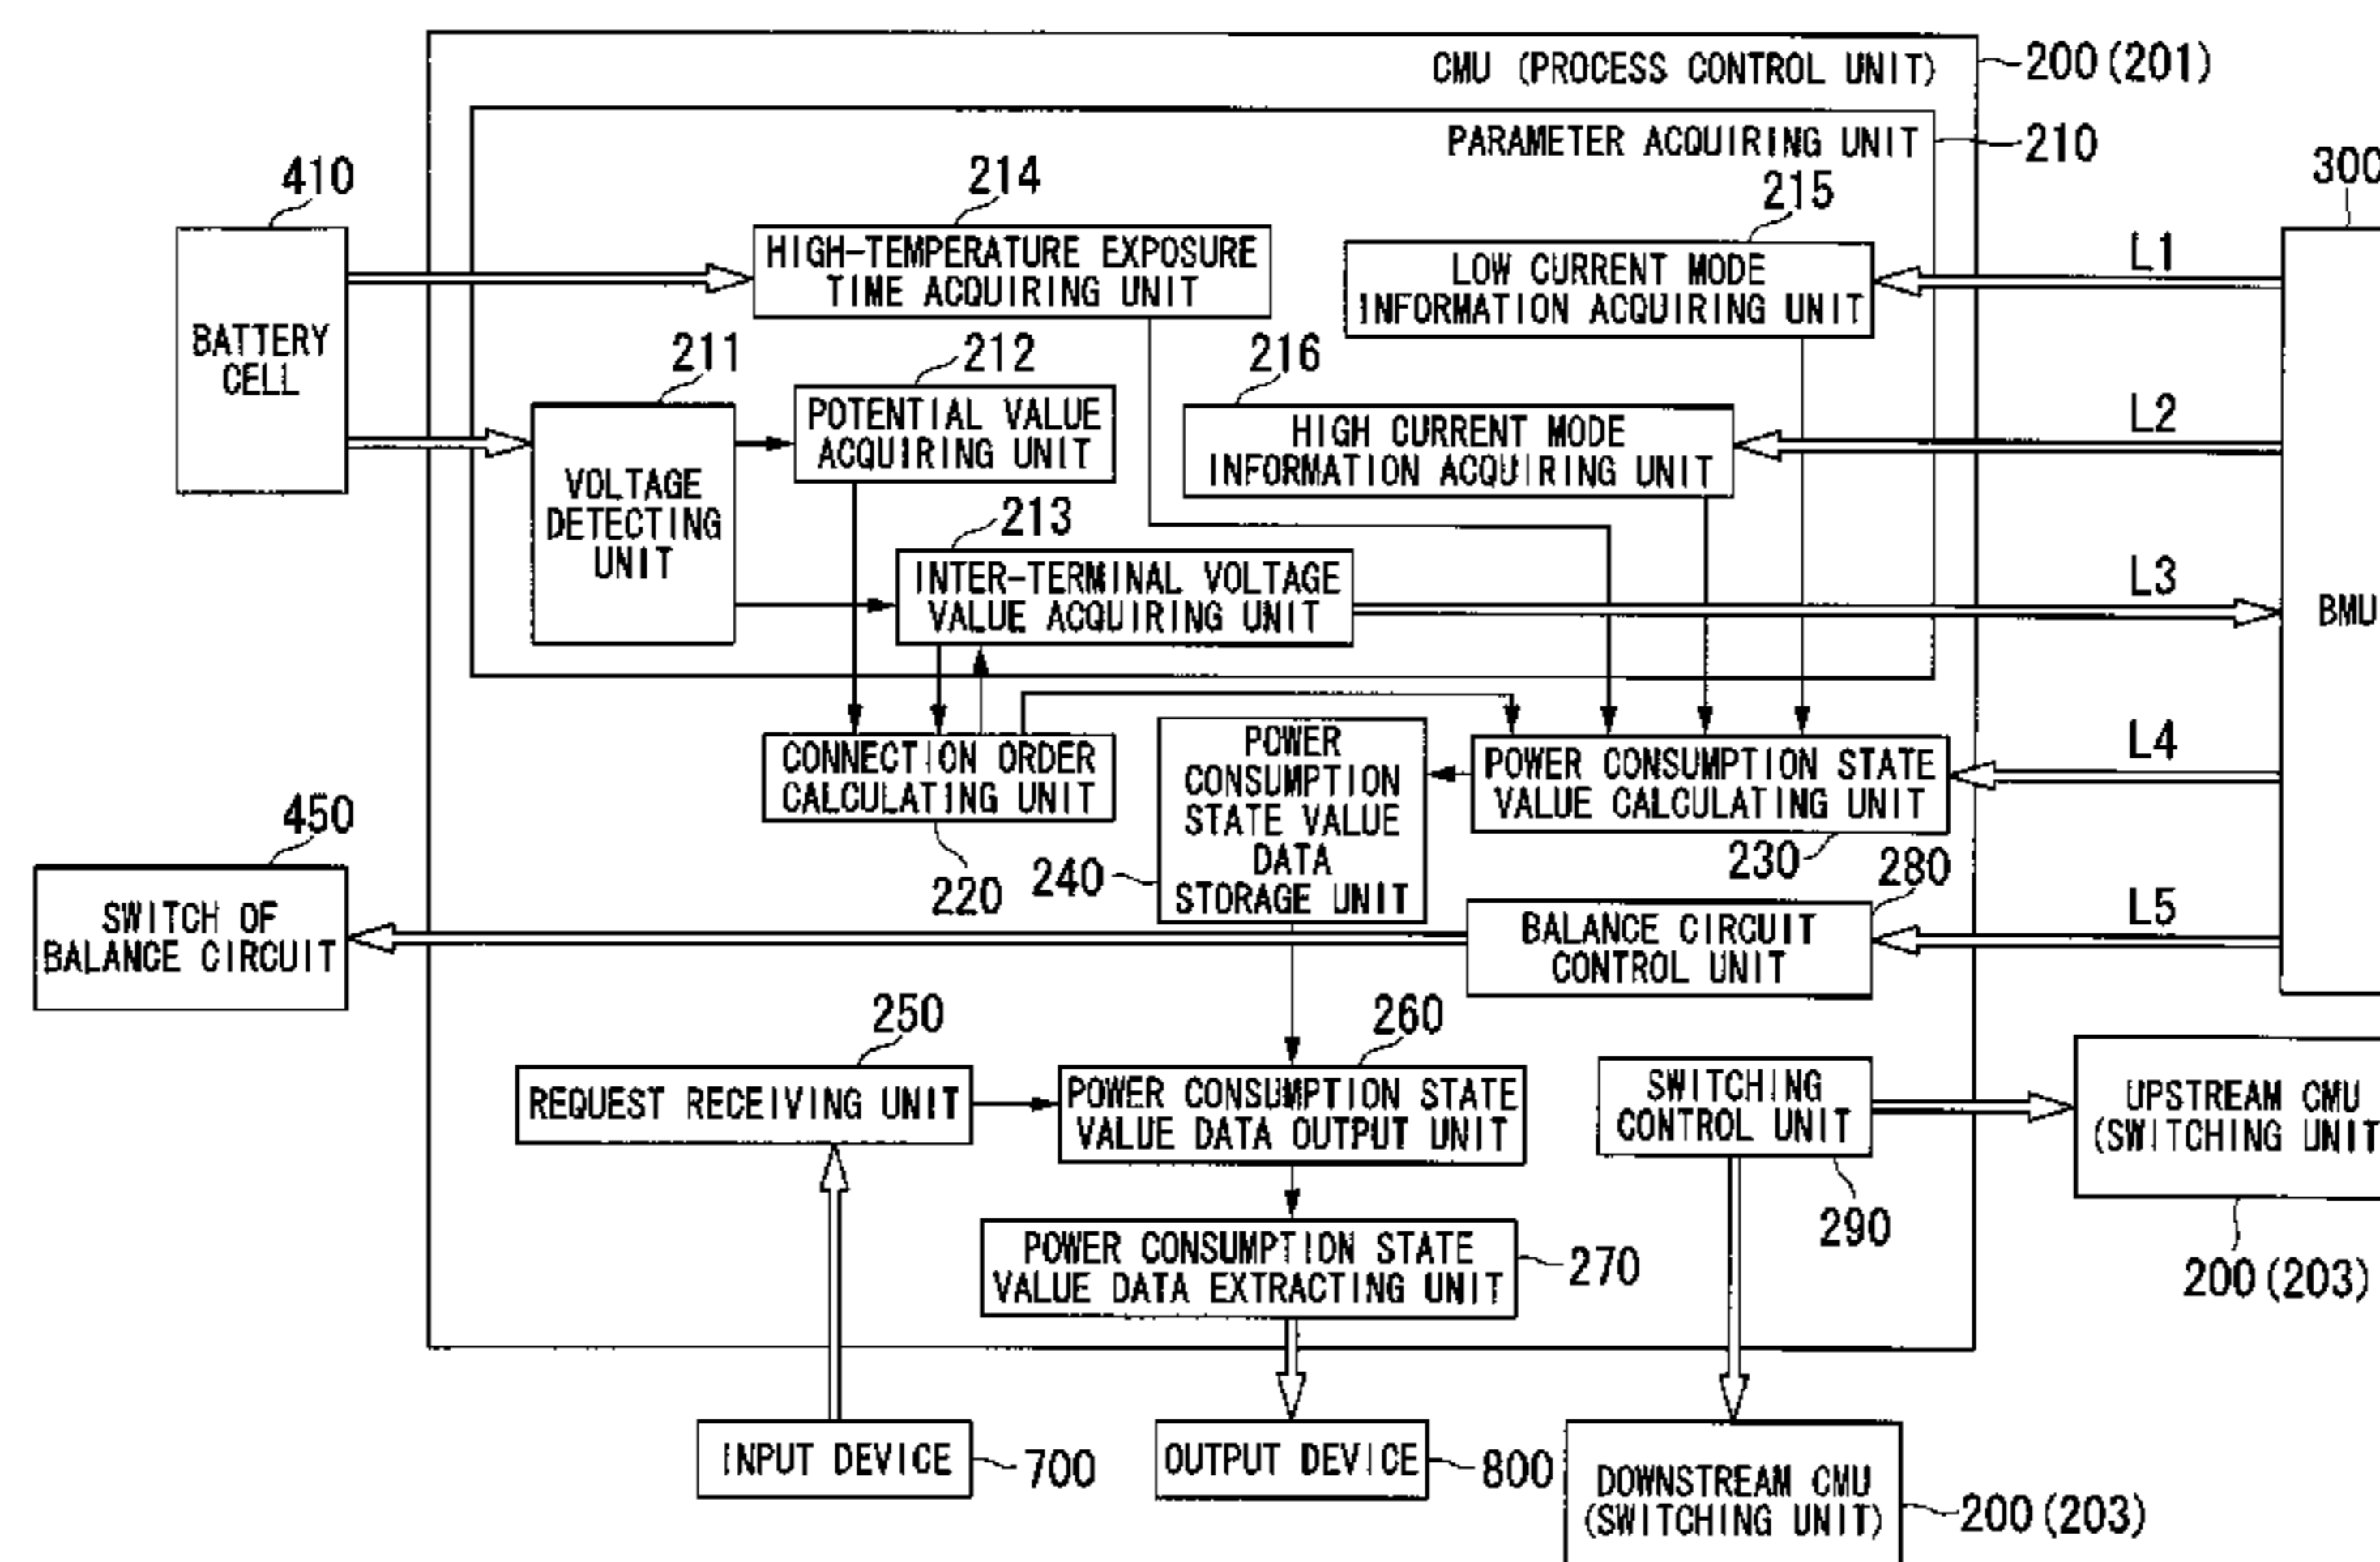 CMU (PROCESS CONTROL UNIT)
200 (201)
PARAMETER ACQUIRING UNIT
210
410
214
215
300
HIGH-TEMPERATURE EXPOSURE
TIME ACQUIRING UNIT
LOW CURRENT MODE
INFORMATION ACQUIRING UNIT
L1
BATTERY
CELL
211
212
216
POTENTIAL VALUE
ACQUIRING UNIT
HIGH CURRENT MODE
INFORMATION ACQUIRING UNIT
L2
VOLTAGE
DETECTING
UNIT
213
INTER-TERMINAL VOLTAGE
VALUE ACQUIRING UNIT
L3
BMU
CONNECTION ORDER
CALCULATING UNIT
220
POWER
CONSUMPTION
STATE VALUE
DATA
STORAGE UNIT
240
POWER CONSUMPTION STATE
VALUE CALCULATING UNIT
230
L4
450
SWITCH OF
BALANCE CIRCUIT
280
BALANCE CIRCUIT
CONTROL UNIT
L5
250
REQUEST RECEIVING UNIT
260
POWER CONSUMPTION STATE
VALUE DATA OUTPUT UNIT
SWITCHING
CONTROL UNIT
290
UPSTREAM CMU
(SWITCHING UNIT
200 (203)
POWER CONSUMPTION STATE
VALUE DATA EXTRACTING UNIT
270
INPUT DEVICE
700
OUTPUT DEVICE
800
DOWNSTREAM CMU
(SWITCHING UNIT)
200 (203)